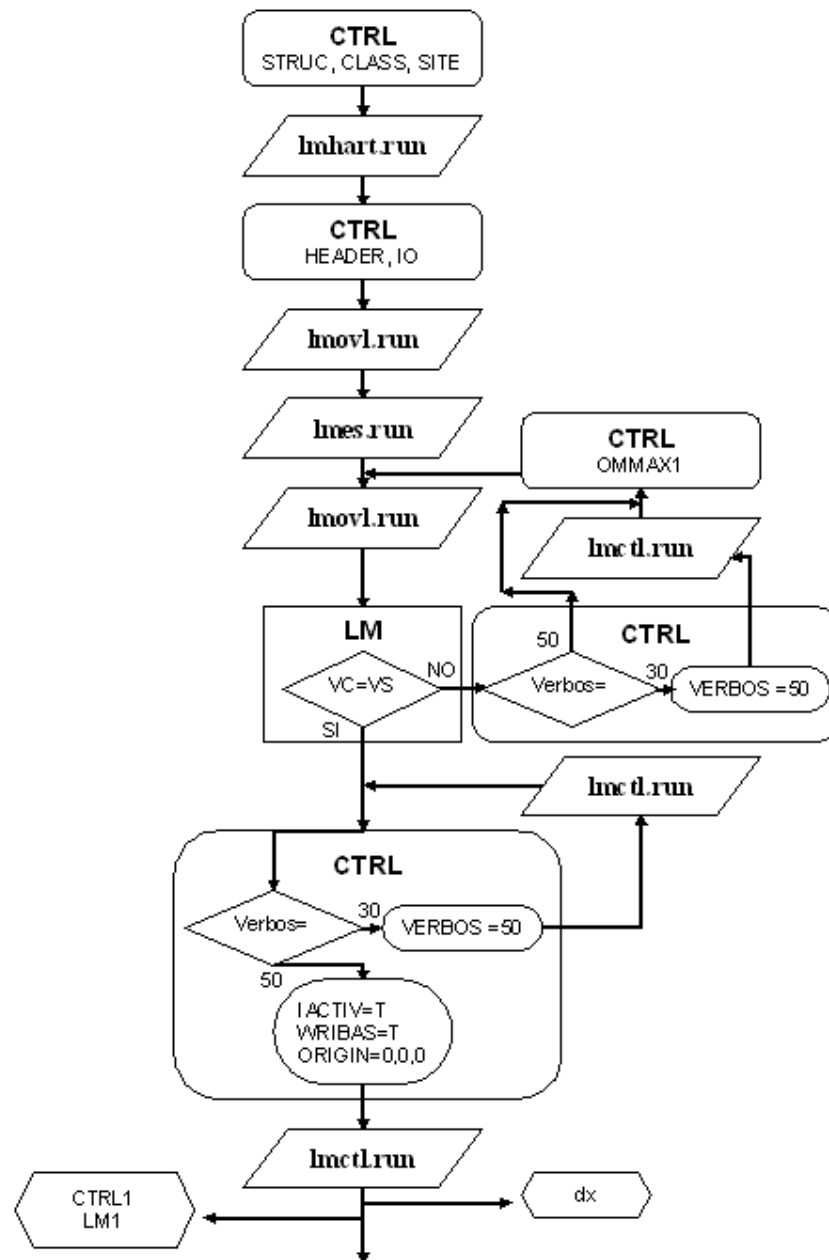 CTRL
STRUC, CLASS, SITE
lmhart.run
CTRL
HEADER, IO
lmovl.run
lmes.run
CTRL
OMMAX1
lmovl.run
lmctl.run
LM
VC=VS
NO
SI
CTRL
50
Verbos=
30
VERBOS =50
lmctl.run
CTRL
Verbos=
30
VERBOS =50
50
IACTIV=T
WRIBAS=T
ORIGIN=0,0,0
lmctl.run
CTRL1
LM1
dx